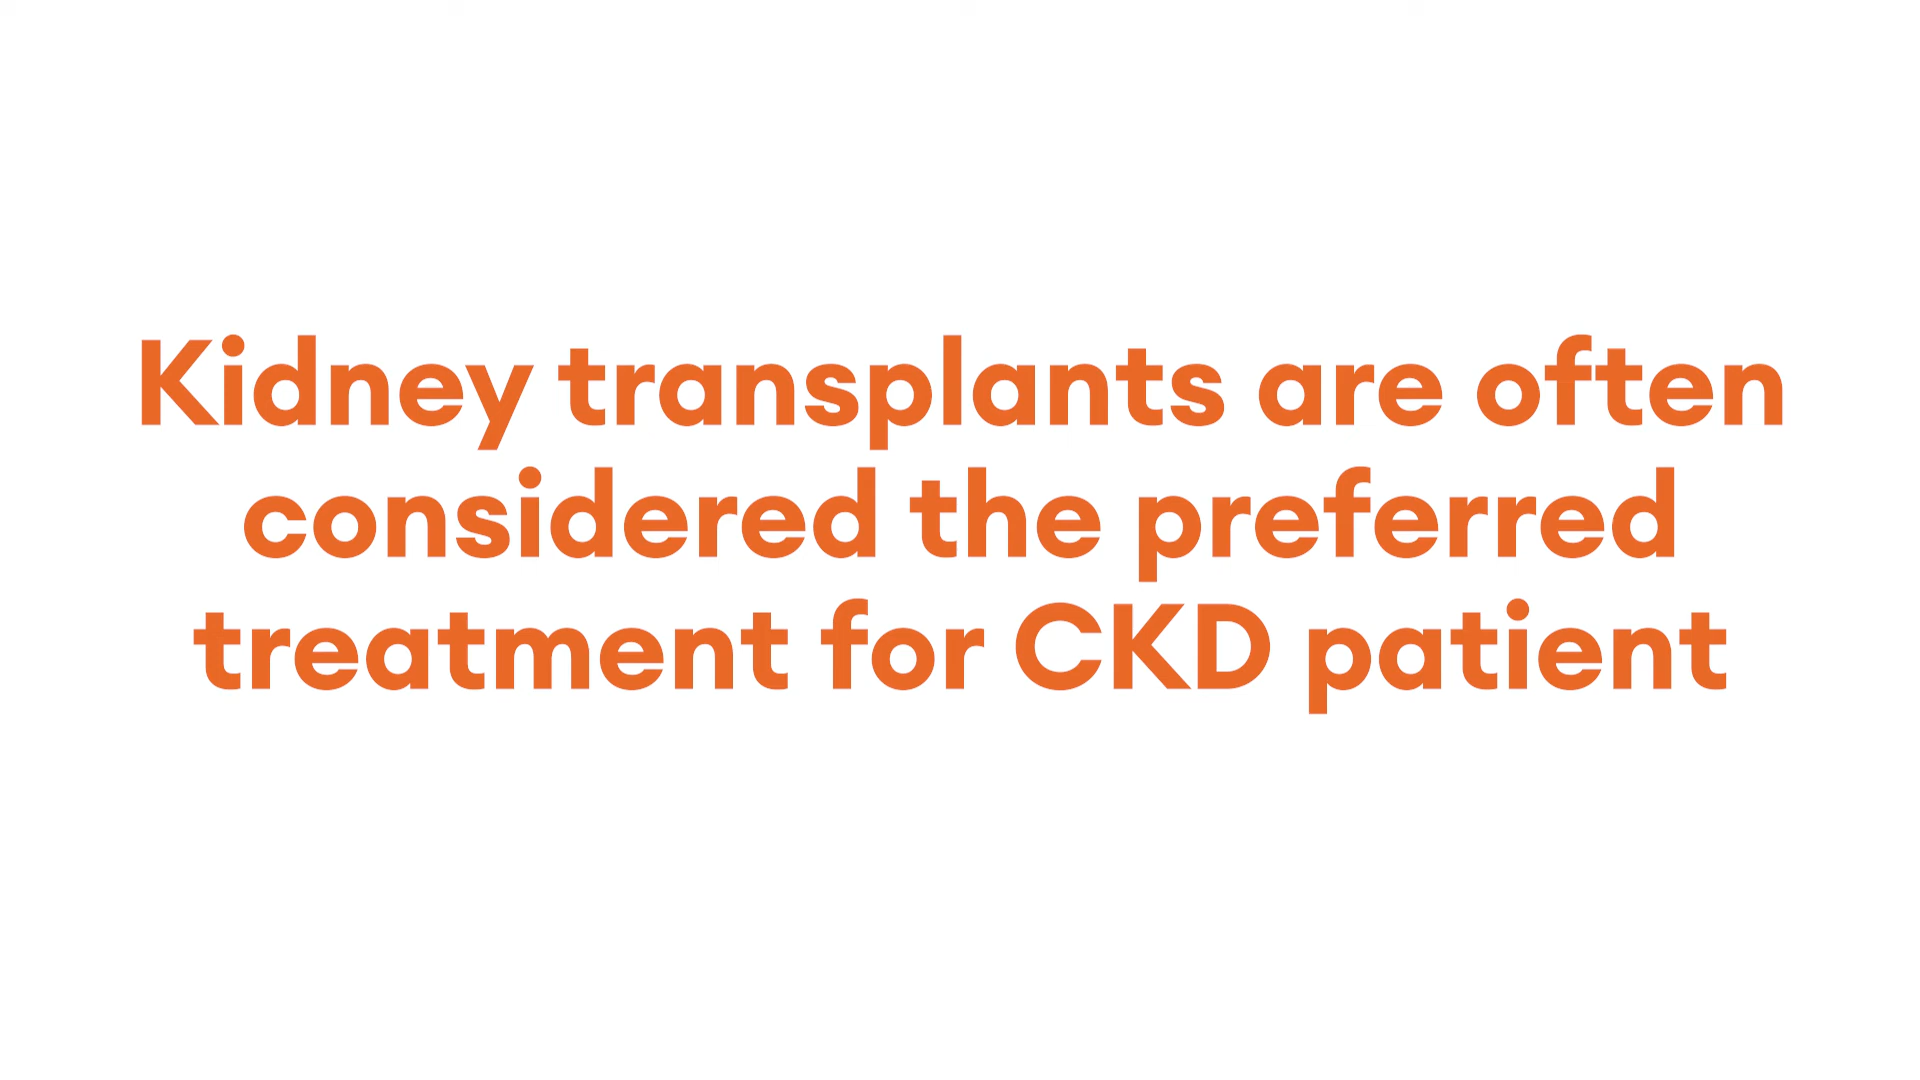 Kidney transplants are often
considered the preferred
treatment for CKD patient